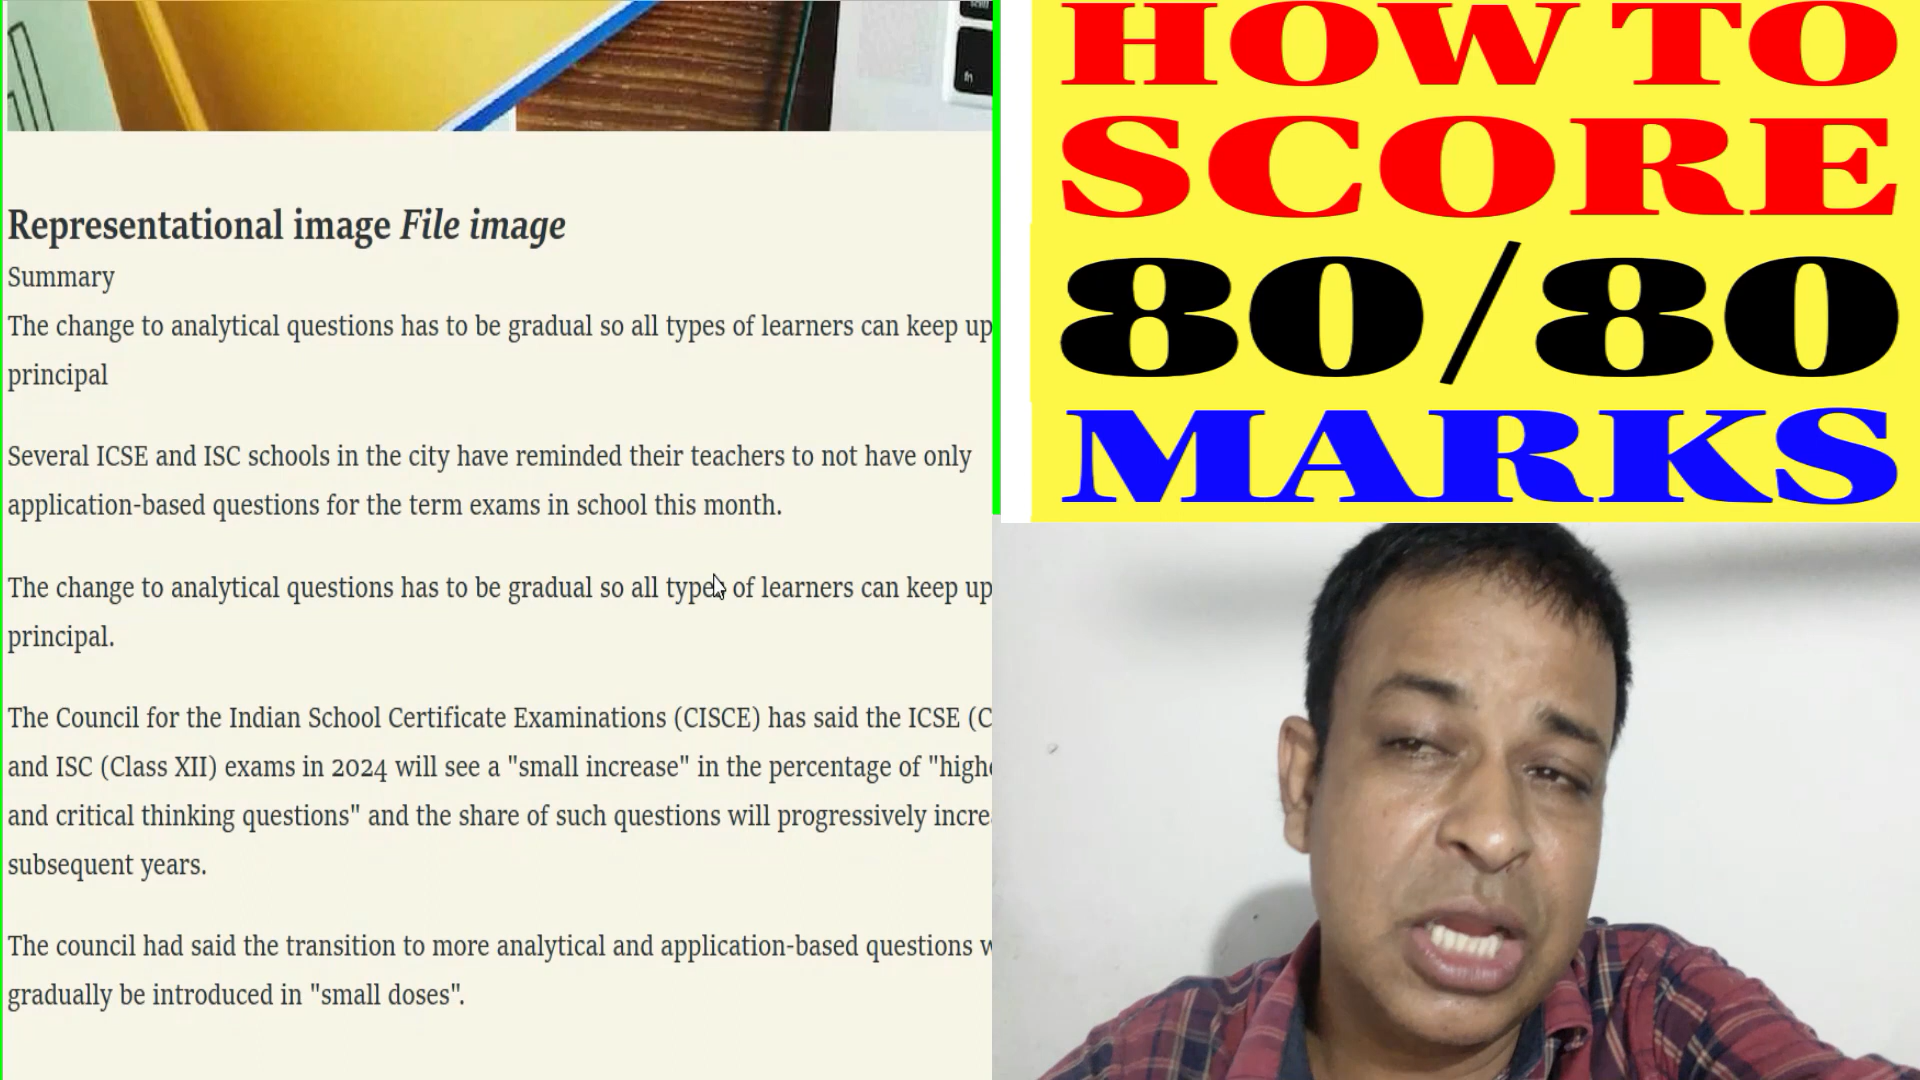 fn
Representational image File image
Summary
The change to analytical questions has to be gradual so all types of learners can keep up
principal
Several ICSE and ISC schools in the city have reminded their teachers to not have only
application-based questions for the term exams in school this month.
The change to analytical questions has to be gradual so all types of learners can keep up
principal.
The Council for the Indian School Certificate Examinations (CISCE) has said the ICSE (C
and ISC (Class XII) exams in 2024 will see a "small increase" in the percentage of "highe
and critical thinking questions" and the share of such questions will progressively incre
subsequent years.
The council had said the transition to more analytical and application-based questions w
gradually be introduced in "small doses".
HOW TO
SCORE
80/80
MARKS